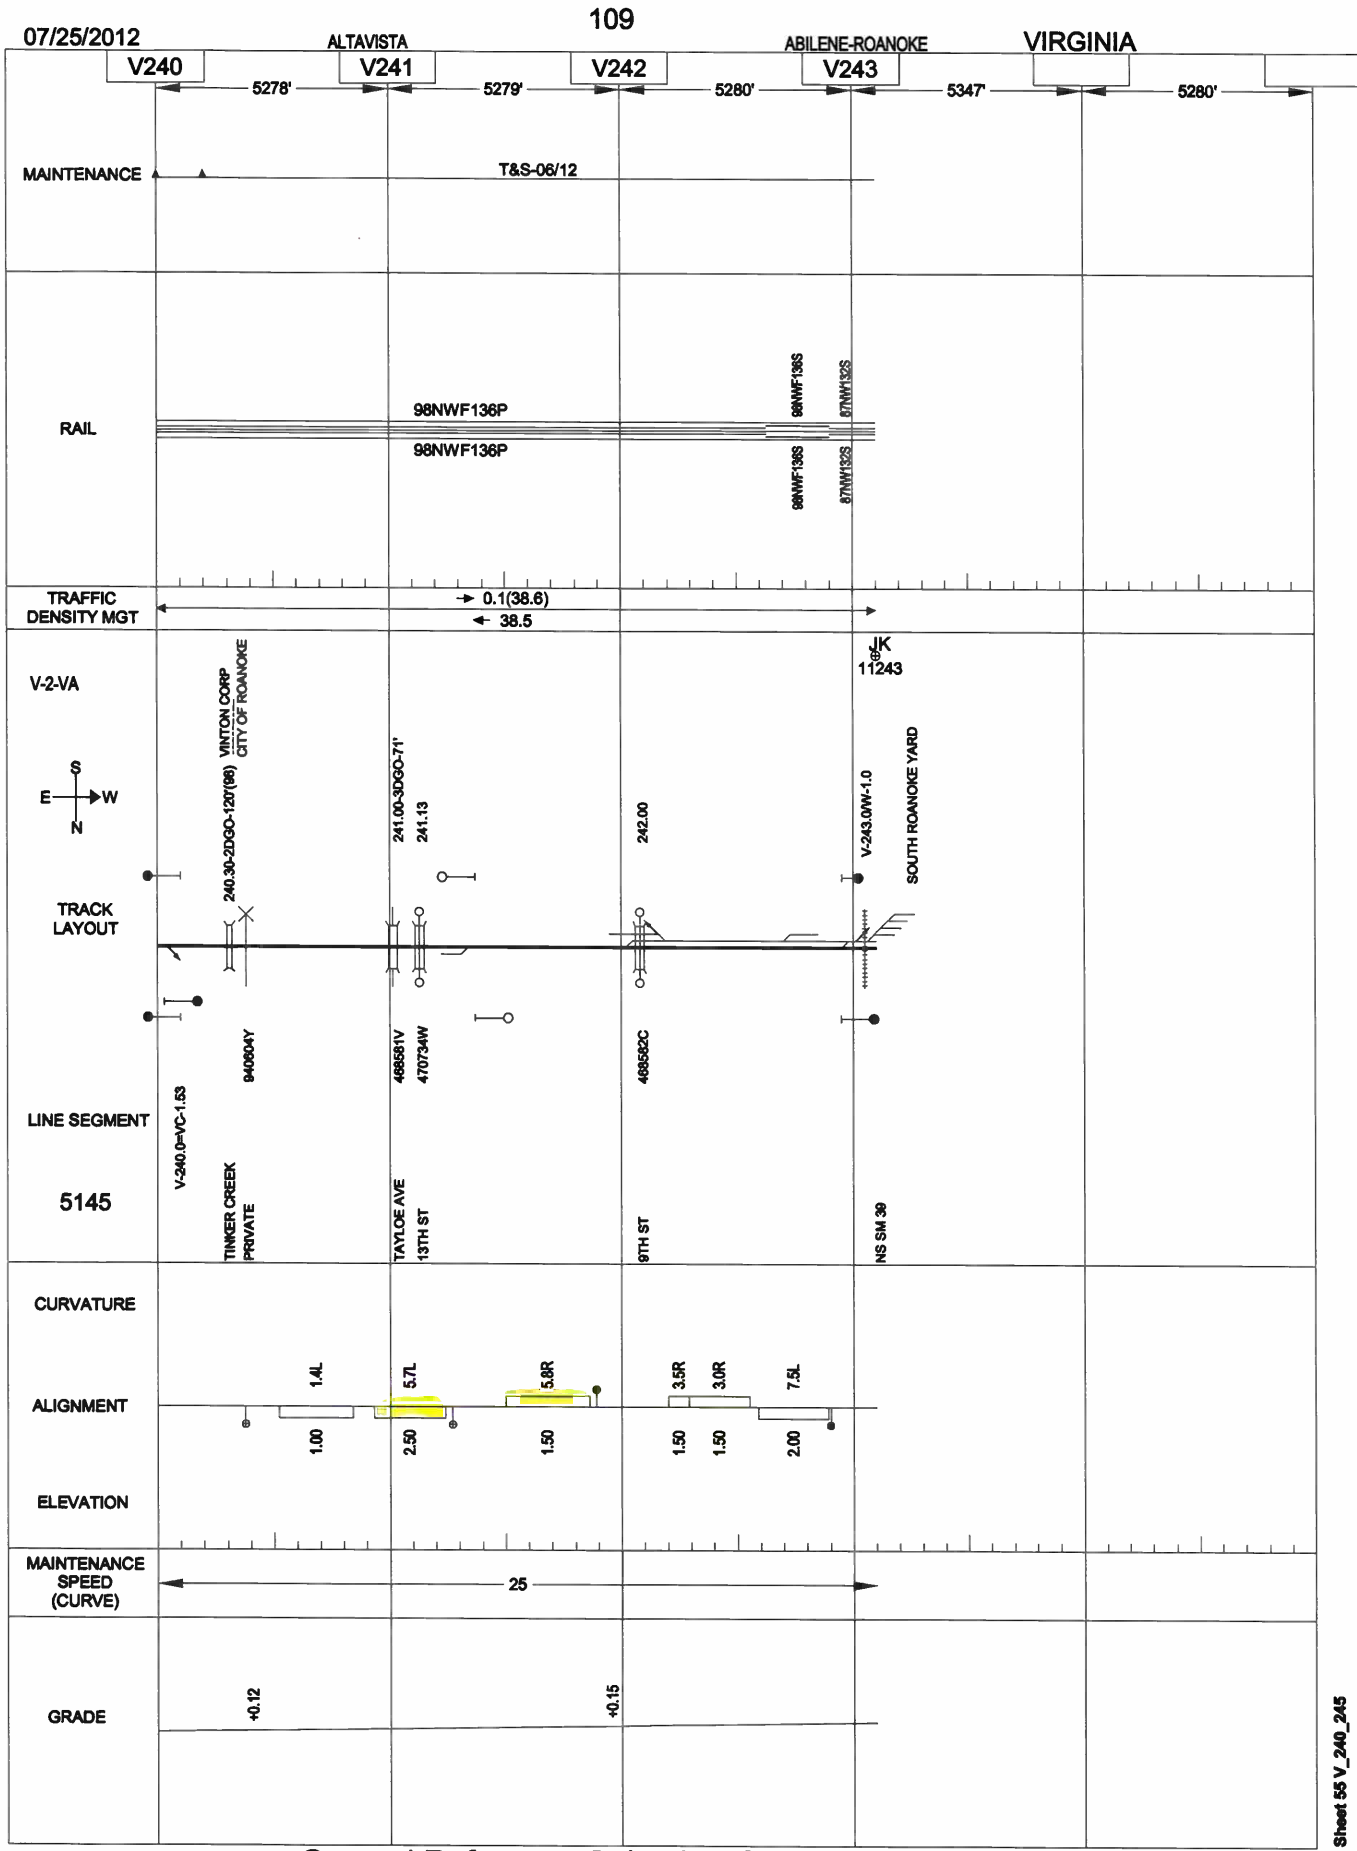 109
07/25/2012
ALTAVISTA
ABILENE-ROANOKE
VIRGINIA
V240
V241
V242
V243
5278'
5279'
5280'
5347'
5280'
MAINTENANCE
T&S-06/12
RAIL
98NWF136P
98NWF136P
98NWF136S
87NW132S
98NWF136S
87NW132S
TRAFFIC
DENSITY MGT
0.1(38.6)
38.5
V-2-VA
JK
11243
S
E
W
N
240.30-2DGO-120'(98)
VINTON CORP
CITY OF ROANOKE
241.00-3DGO-71'
241.13
242.00
V-243.0/W-1.0
SOUTH ROANOKE YARD
TRACK
LAYOUT
940604Y
468581V
470734W
468582C
LINE SEGMENT
5145
V-240.0=VC-1.53
TINKER CREEK
PRIVATE
TAYLOE AVE
13TH ST
9TH ST
NS SM 39
CURVATURE
1.4L
5.7L
5.8R
3.5R
3.0R
7.5L
ALIGNMENT
1.00
2.50
1.50
1.50
1.50
2.00
ELEVATION
MAINTENANCE
SPEED
(CURVE)
25
GRADE
+0.12
+0.15
Sheet 55 V_240_245